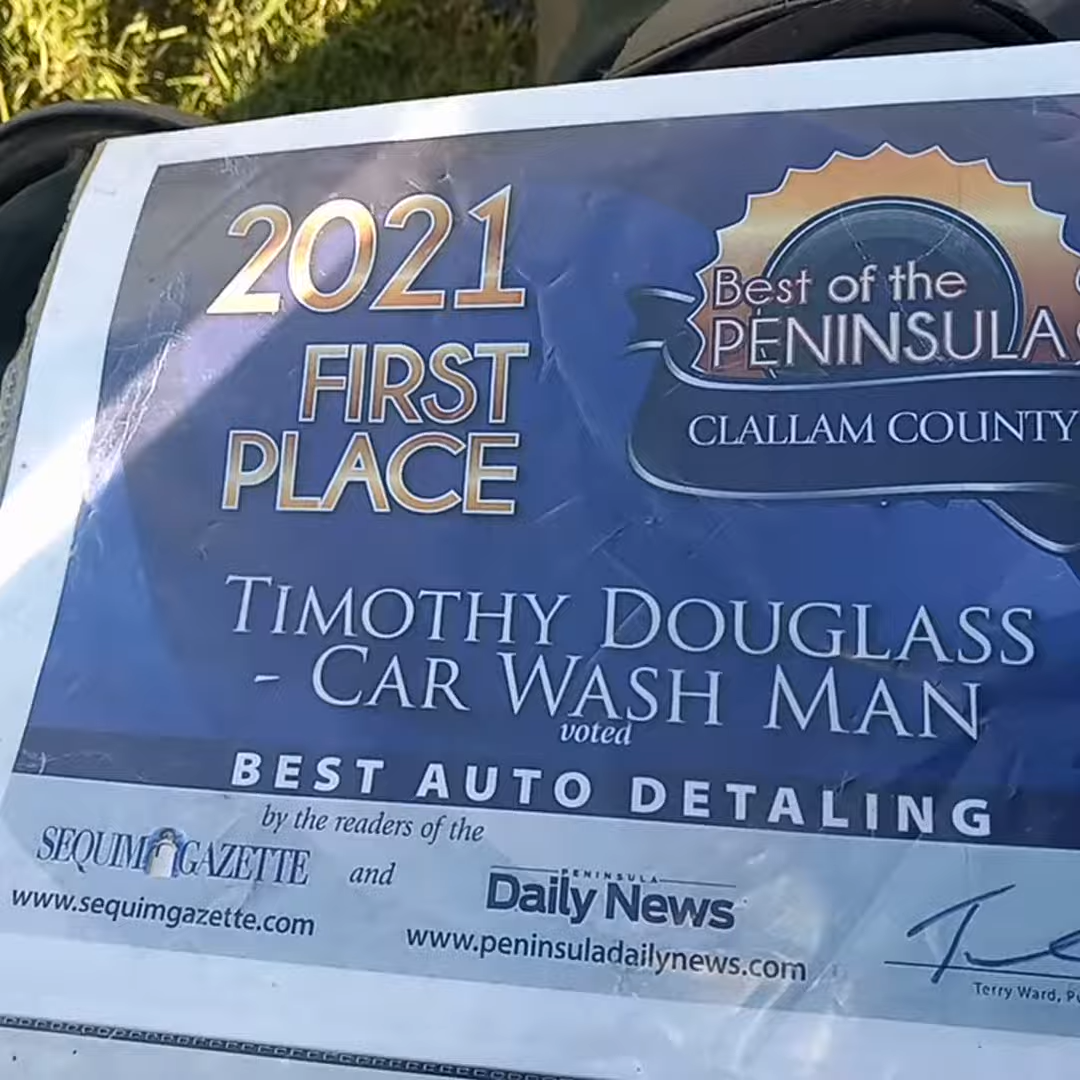 2021
FIRST
PLACE
Best of the
PENINSULA
CLALLAM COUNTY
TIMOTHY DOUGLASS
- CAR WASH MAN
voted
BEST AUTO DETALING
by the readers of the
SEQUIM GAZETTE and
PENINSULA
Daily News
www.sequimgazette.com
www.peninsuladailynews.com
Terry Ward,